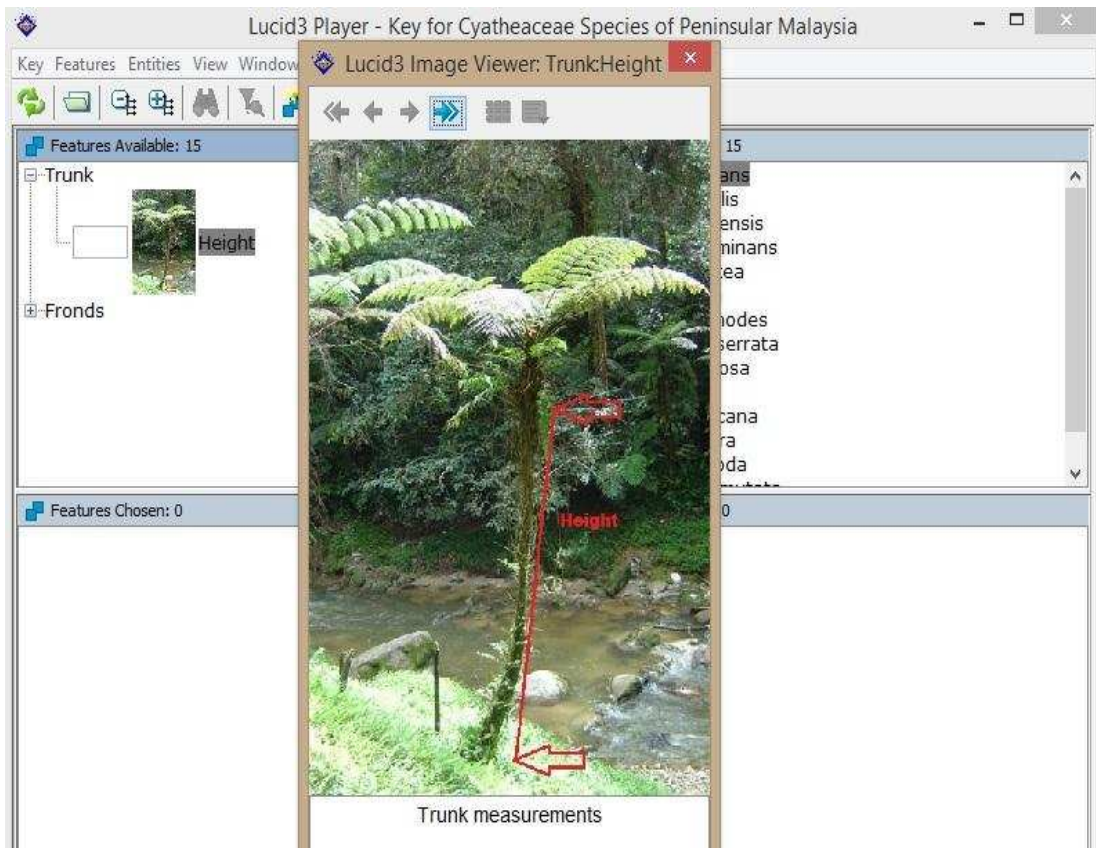 Lucid3 Player - Key for Cyatheaceae Species of Peninsular Malaysia
Key Features Entities View Window
Lucid3 Image Viewer: Trunk:Height
Features Available: 15
Trunk
Height
Fronds
15
ans
lis
ensis
ninans
ea
nodes
serrata
osa
cana
ra
oda
Height
Features Chosen: 0
0
Trunk measurements